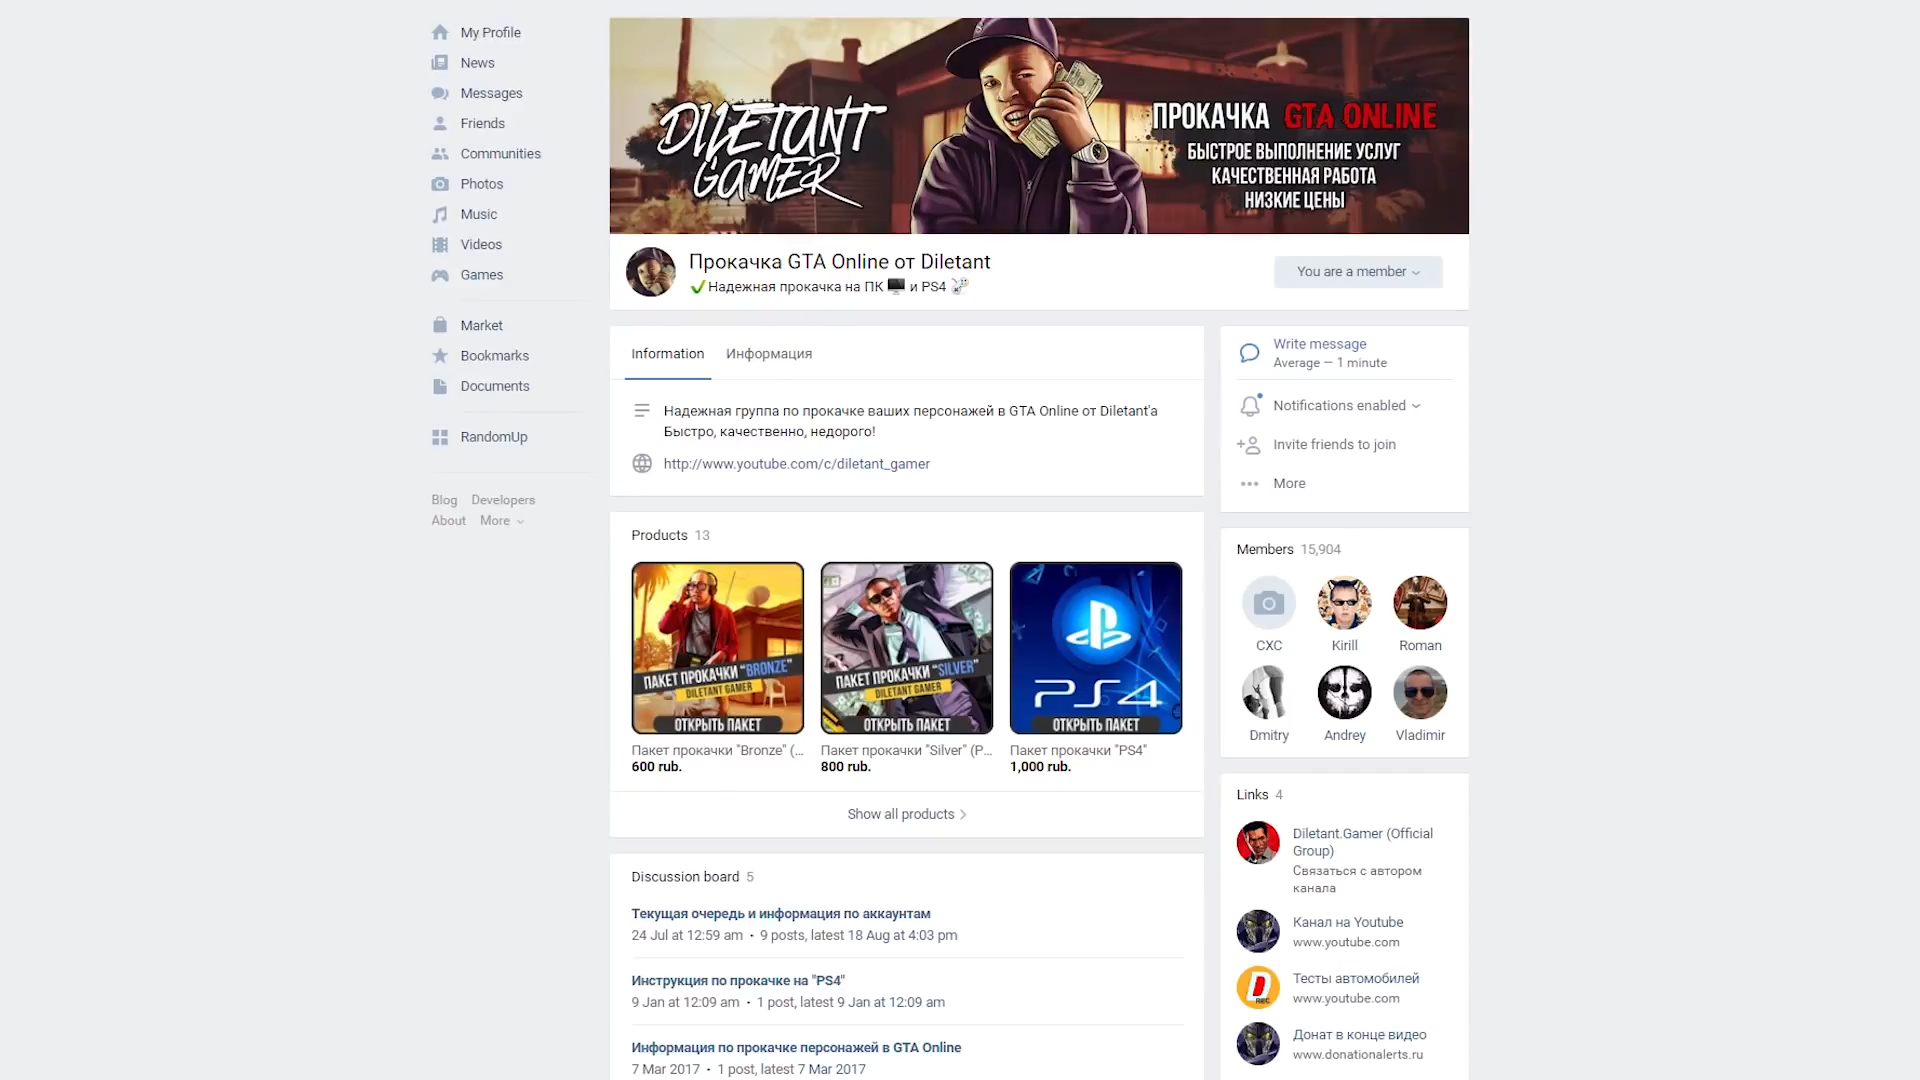 My Profile
News
Messages
Friends
Communities
Photos
Music
Videos
Games
Market
Bookmarks
Documents
RandomUp
Blog Developers
About More
DILETANT
GAMER
ПРОКАЧКА GTA ONLINE
БЫСТРОЕ ВЫПОЛНЕНИЕ УСЛУГ
КАЧЕСТВЕННАЯ РАБОТА
НИЗКИЕ ЦЕНЫ
Прокачка GTA Online от Diletant
✔Надежная прокачка на ПК 🖥 и PS4 🎮
You are a member
Information Информация
Надежная группа по прокачке ваших персонажей в GTA Online от Diletant'a
Быстро, качественно, недорого!
http://www.youtube.com/c/diletant_gamer
Products 13
ПАКЕТ ПРОКАЧКИ "BRONZE"
DILETANT GAMER
ОТКРЫТЬ ПАКЕТ
Пакет прокачки "Bronze" (...
600 rub.
ПАКЕТ ПРОКАЧКИ "SILVER"
DILETANT GAMER
ОТКРЫТЬ ПАКЕТ
Пакет прокачки "Silver" (P...
800 rub.
PS4
ОТКРЫТЬ ПАКЕТ
Пакет прокачки "PS4"
1,000 rub.
Show all products
Discussion board 5
Текущая очередь и информация по аккаунтам
24 Jul at 12:59 am · 9 posts, latest 18 Aug at 4:03 pm
Инструкция по прокачке на "PS4"
9 Jan at 12:09 am · 1 post, latest 9 Jan at 12:09 am
Информация по прокачке персонажей в GTA Online
7 Mar 2017 · 1 post, latest 7 Mar 2017
Write message
Average — 1 minute
Notifications enabled
Invite friends to join
More
Members 15,904
СХС Kirill Roman
Dmitry Andrey Vladimir
Links 4
Diletant.Gamer (Official
Group)
Связаться с автором
канала
Канал на Youtube
www.youtube.com
D
REC
Тесты автомобилей
www.youtube.com
Донат в конце видео
www.donationalerts.ru